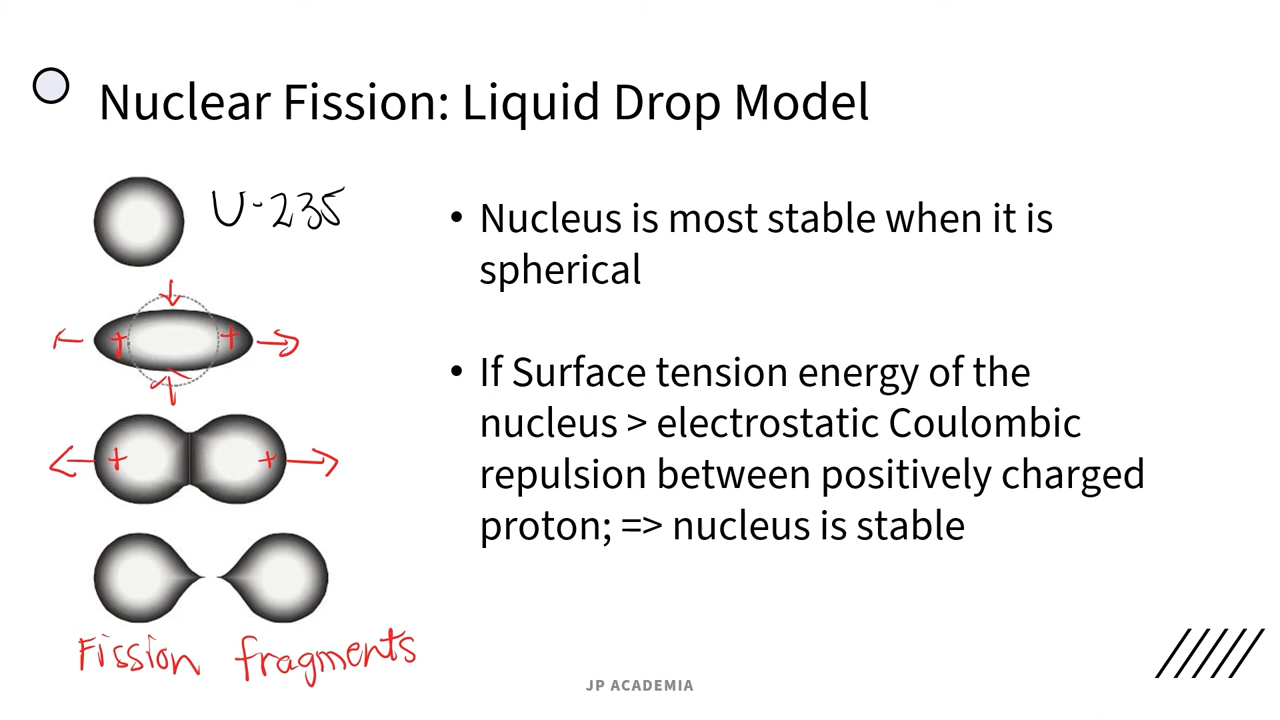 Nuclear Fission: Liquid Drop Model
U-235
+ +
+ +
Fission fragments
• Nucleus is most stable when it is
spherical
• If Surface tension energy of the
nucleus > electrostatic Coulombic
repulsion between positively charged
proton; => nucleus is stable
JP ACADEMIA